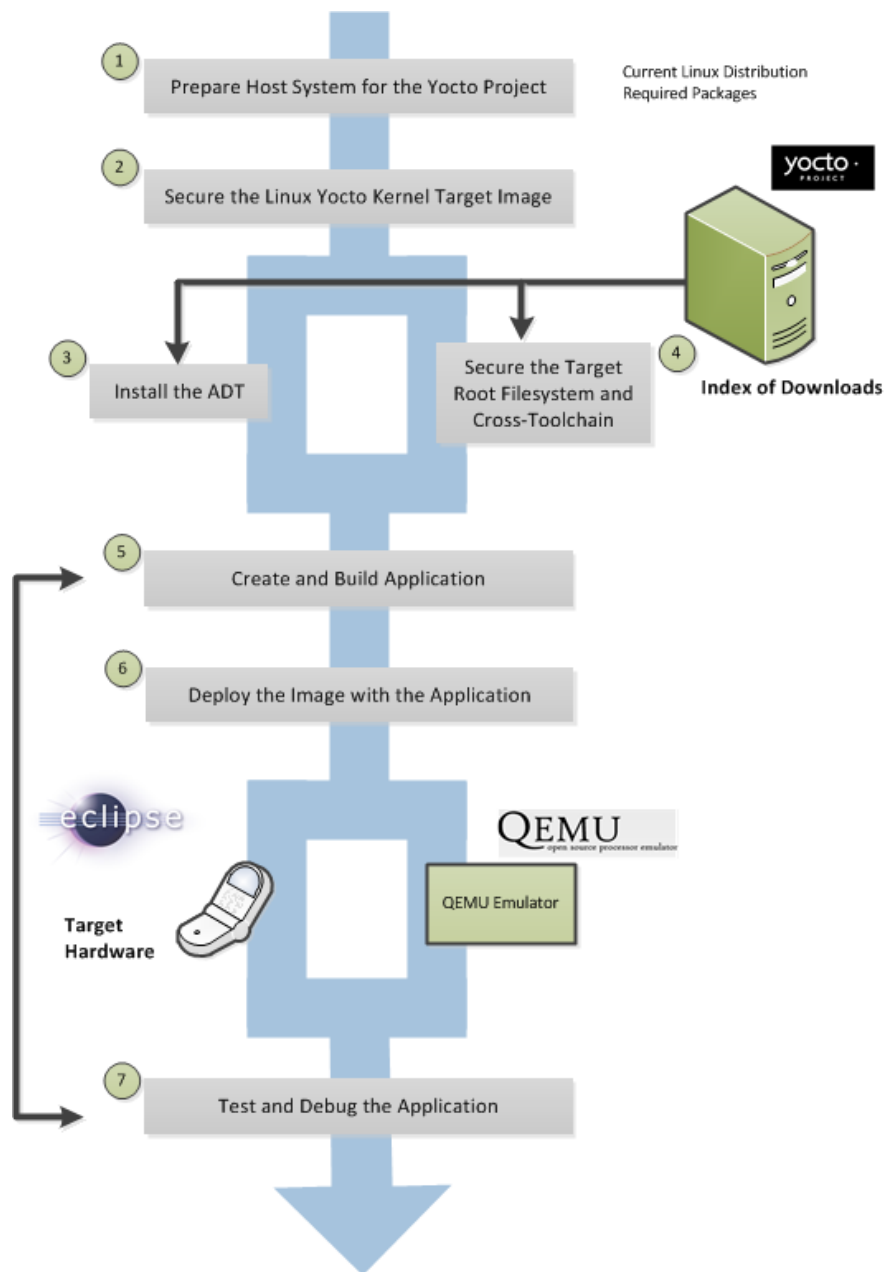 1
Prepare Host System for the Yocto Project
Current Linux Distribution
Required Packages
2
Secure the Linux Yocto Kernel Target Image
yocto ·
PROJECT
3
Install the ADT
Secure the Target
Root Filesystem and
Cross-Toolchain
4
Index of Downloads
5
Create and Build Application
6
Deploy the Image with the Application
eclipse
QEMU
open source processor emulator
QEMU Emulator
Target
Hardware
7
Test and Debug the Application